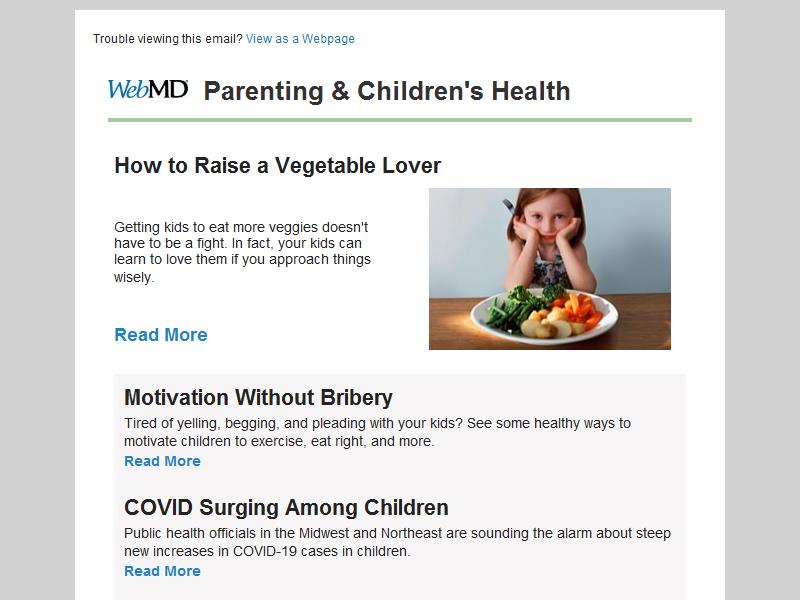 Trouble viewing this email? View as a Webpage
WebMD Parenting & Children's Health
How to Raise a Vegetable Lover
Getting kids to eat more veggies doesn't
have to be a fight. In fact, your kids can
learn to love them if you approach things
wisely.
Read More
Motivation Without Bribery
Tired of yelling, begging, and pleading with your kids? See some healthy ways to
motivate children to exercise, eat right, and more.
Read More
COVID Surging Among Children
Public health officials in the Midwest and Northeast are sounding the alarm about steep
new increases in COVID-19 cases in children.
Read More